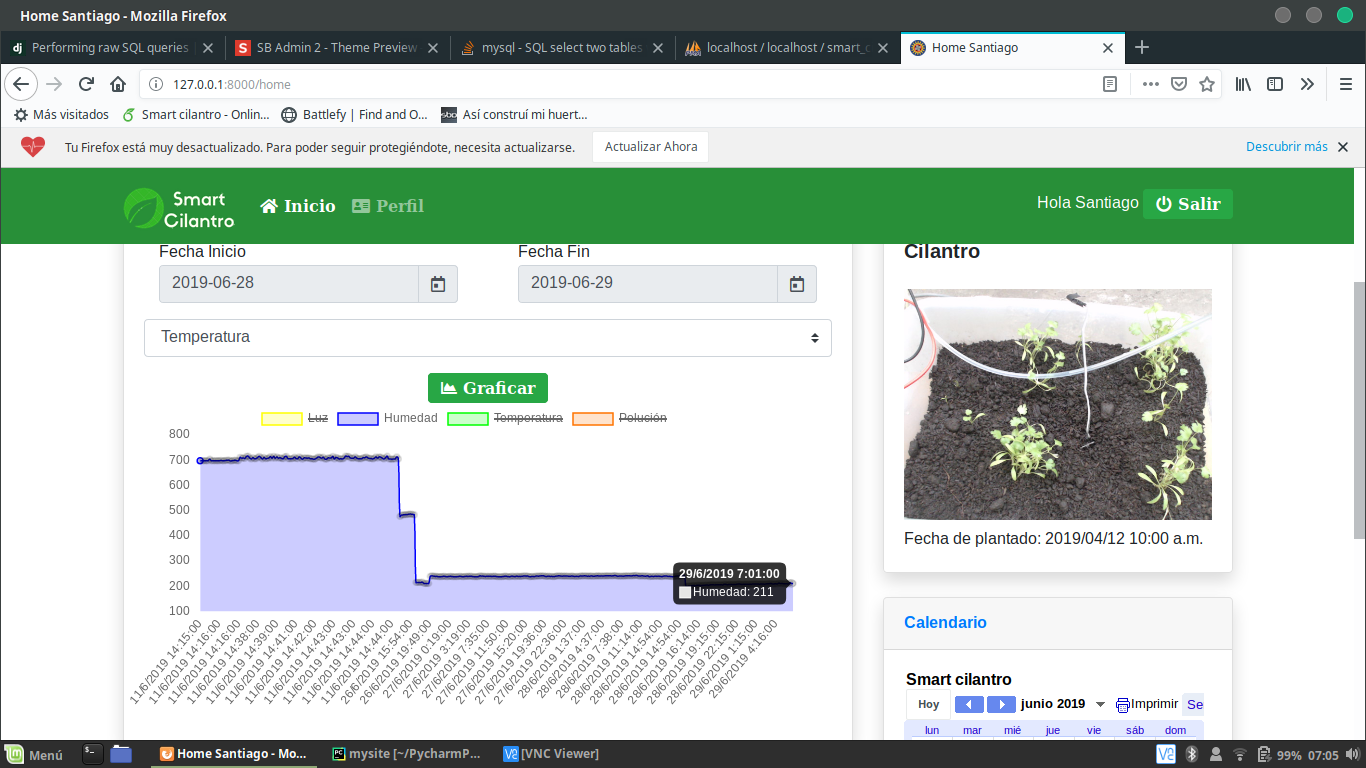 Home Santiago - Mozilla Firefox
Performing raw SQL queries
SB Admin 2 - Theme Preview
mysql - SQL select two tables
localhost / localhost / smart_c
Home Santiago
127.0.0.1:8000/home
Más visitados
Smart cilantro - Onlin...
Battlefy | Find and O...
Así construí mi huert...
Tu Firefox está muy desactualizado. Para poder seguir protegiéndote, necesita actualizarse.
Actualizar Ahora
Descubrir más
Smart
Cilantro
Inicio
Perfil
Hola Santiago
Salir
Fecha Inicio
Fecha Fin
2019-06-28
2019-06-29
Temperatura
Graficar
Luz
Humedad
Temperatura
Polución
800
700
600
500
400
300
200
100
29/6/2019 7:01:00
Humedad: 211
11/6/2019 14:15:00
11/6/2019 14:16:00
11/6/2019 14:16:00
11/6/2019 14:38:00
11/6/2019 14:39:00
11/6/2019 14:41:00
11/6/2019 14:42:00
11/6/2019 14:43:00
11/6/2019 14:43:00
11/6/2019 14:44:00
11/6/2019 14:44:00
26/6/2019 15:54:00
26/6/2019 19:49:00
27/6/2019 0:19:00
27/6/2019 3:19:00
27/6/2019 7:35:00
27/6/2019 11:50:00
27/6/2019 15:20:00
27/6/2019 19:36:00
27/6/2019 22:36:00
28/6/2019 1:37:00
28/6/2019 4:37:00
28/6/2019 7:38:00
28/6/2019 11:14:00
28/6/2019 14:54:00
28/6/2019 14:54:00
28/6/2019 16:14:00
28/6/2019 19:15:00
28/6/2019 22:15:00
29/6/2019 1:15:00
29/6/2019 4:16:00
Cilantro
Fecha de plantado: 2019/04/12 10:00 a.m.
Calendario
Smart cilantro
Hoy
junio 2019
Imprimir
Se
lun
mar
mié
jue
vie
sáb
dom
Menú
Home Santiago - Mo...
mysite [~/PycharmP...
[VNC Viewer]
99%
07:05